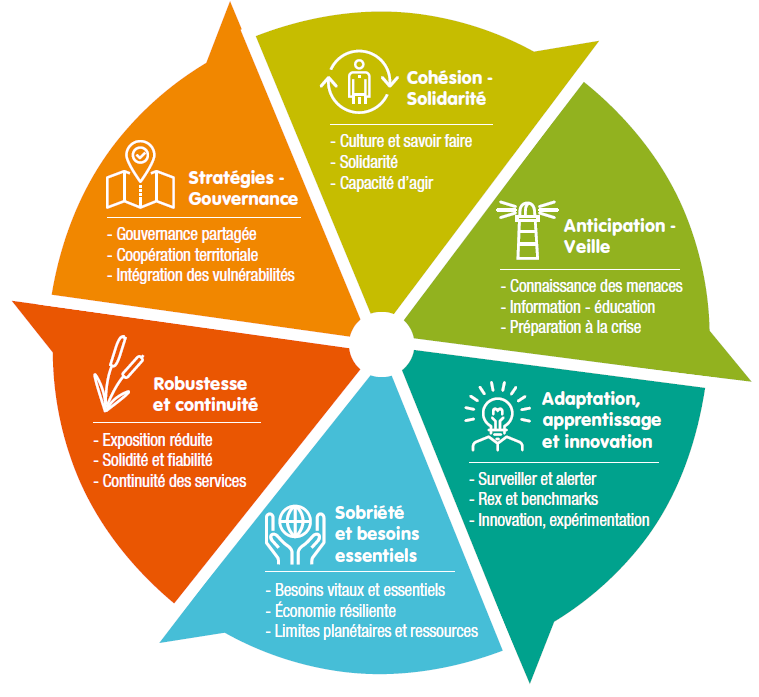 Cohésion -
Solidarité
- Culture et savoir faire
- Solidarité
- Capacité d'agir
Anticipation -
Veille
- Connaissance des menaces
- Information - éducation
- Préparation à la crise
Adaptation,
apprentissage
et innovation
- Surveiller et alerter
- Rex et benchmarks
- Innovation, expérimentation
Sobriété
et besoins
essentiels
- Besoins vitaux et essentiels
- Économie résiliente
- Limites planétaires et ressources
Robustesse
et continuité
- Exposition réduite
- Solidité et fiabilité
- Continuité des services
Stratégies -
Gouvernance
- Gouvernance partagée
- Coopération territoriale
- Intégration des vulnérabilités